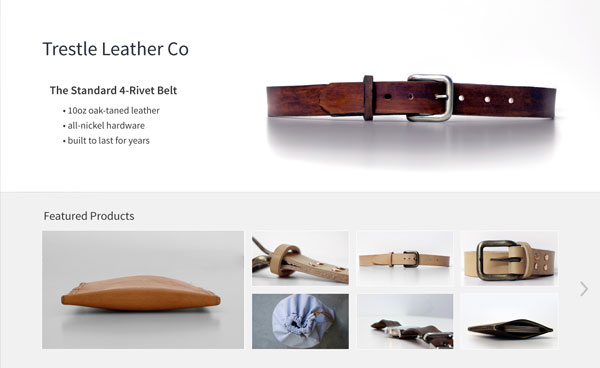 Trestle Leather Co
The Standard 4-Rivet Belt
• 10oz oak-taned leather
• all-nickel hardware
• built to last for years
Featured Products